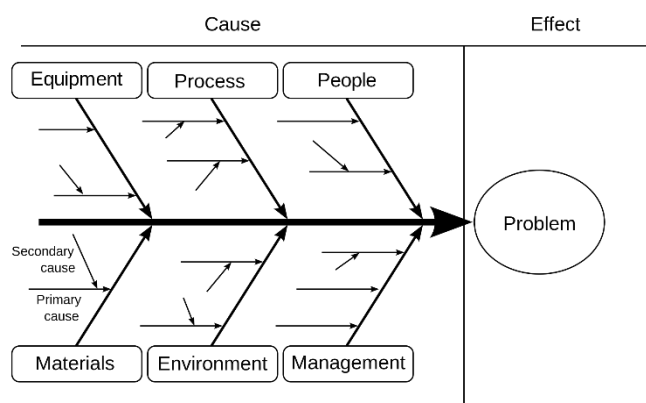 Cause
Effect
Equipment
Process
People
Problem
Secondary
cause
Primary
cause
Materials
Environment
Management